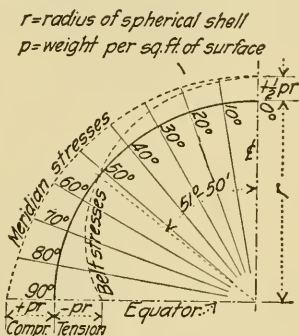 r=radius of spherical shell
p=weight per sq.ft. of surface
+½pr
0°
10°
20°
30°
40°
50°
60°
70°
80°
90°
Meridian stresses
Belt stresses
51°-50'
℄
r
+pr
-pr
Compr.
Tension
Equator